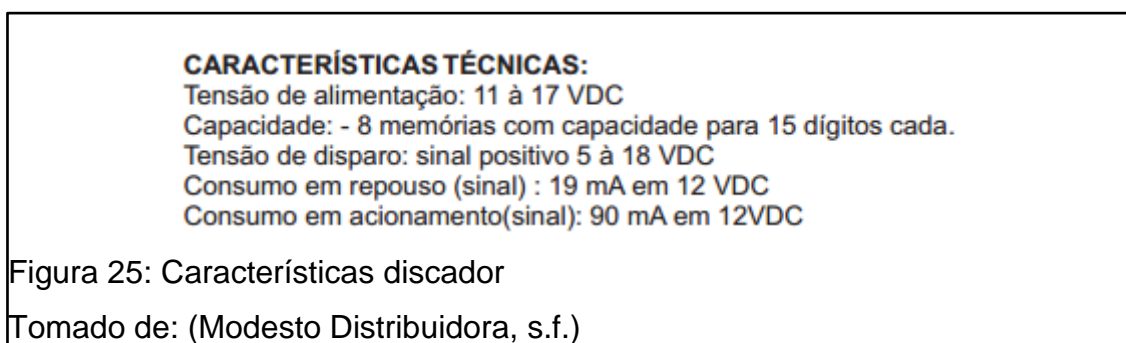 CARACTERÍSTICAS TÉCNICAS:
Tensão de alimentação: 11 à 17 VDC
Capacidade: - 8 memórias com capacidade para 15 dígitos cada.
Tensão de disparo: sinal positivo 5 à 18 VDC
Consumo em repouso (sinal) : 19 mA em 12 VDC
Consumo em acionamento(sinal): 90 mA em 12VDC
Figura 25: Características discador
Tomado de: (Modesto Distribuidora, s.f.)